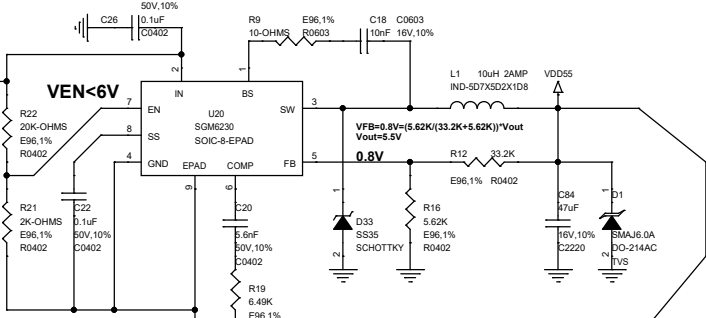 50V,10%
C26
0.1uF
C0402
R9
10-OHMS
E96,1%
R0603
C18
10nF
C0603
16V,10%
L1
10uH 2AMP
IND-5D7X5D2X1D8
VDD55
VEN<6V
2
1
IN
BS
7
EN
U20
SW
3
R22
20K-OHMS
E96,1%
R0402
8
SS
SGM6230
SOIC-8-EPAD
VFB=0.8V=(5.62K/(33.2K+5.62K))*Vout
Vout=5.5V
4
GND
EPAD
COMP
FB
5
0.8V
R12
33.2K
E96,1%
R0402
9
6
R21
2K-OHMS
E96,1%
R0402
C22
0.1uF
50V,10%
C0402
C20
5.6nF
50V,10%
C0402
1
D33
SS35
SCHOTTKY
2
R16
5.62K
E96,1%
R0402
C84
47uF
16V,10%
C2220
1
D1
SMAJ6.0A
DO-214AC
TVS
2
R19
6.49K
E96,1%